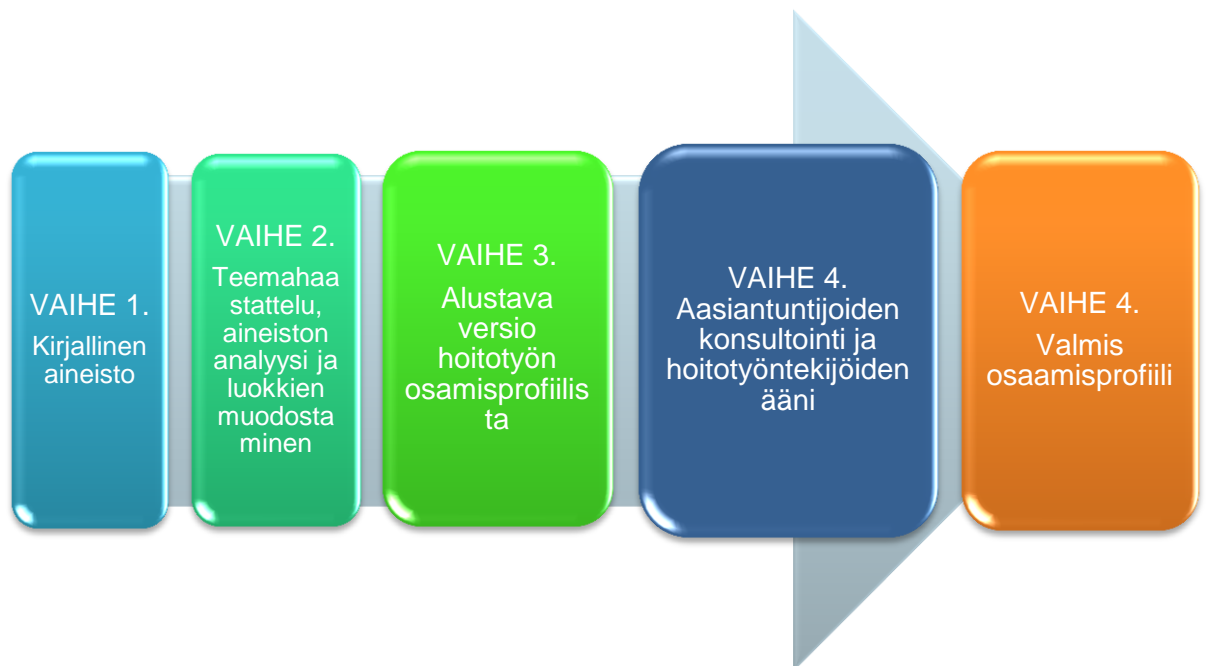 VAIHE 1.
Kirjallinen
aineisto
VAIHE 2.
Teemahaa
stattelu,
aineiston
analyysi ja
luokkien
muodosta
minen
VAIHE 3.
Alustava
versio
hoitotyön
osamisprofiilis
ta
VAIHE 4.
Aasiantuntijoiden
konsultointi ja
hoitotyöntekijöiden
ääni
VAIHE 4.
Valmis
osaamisprofiili